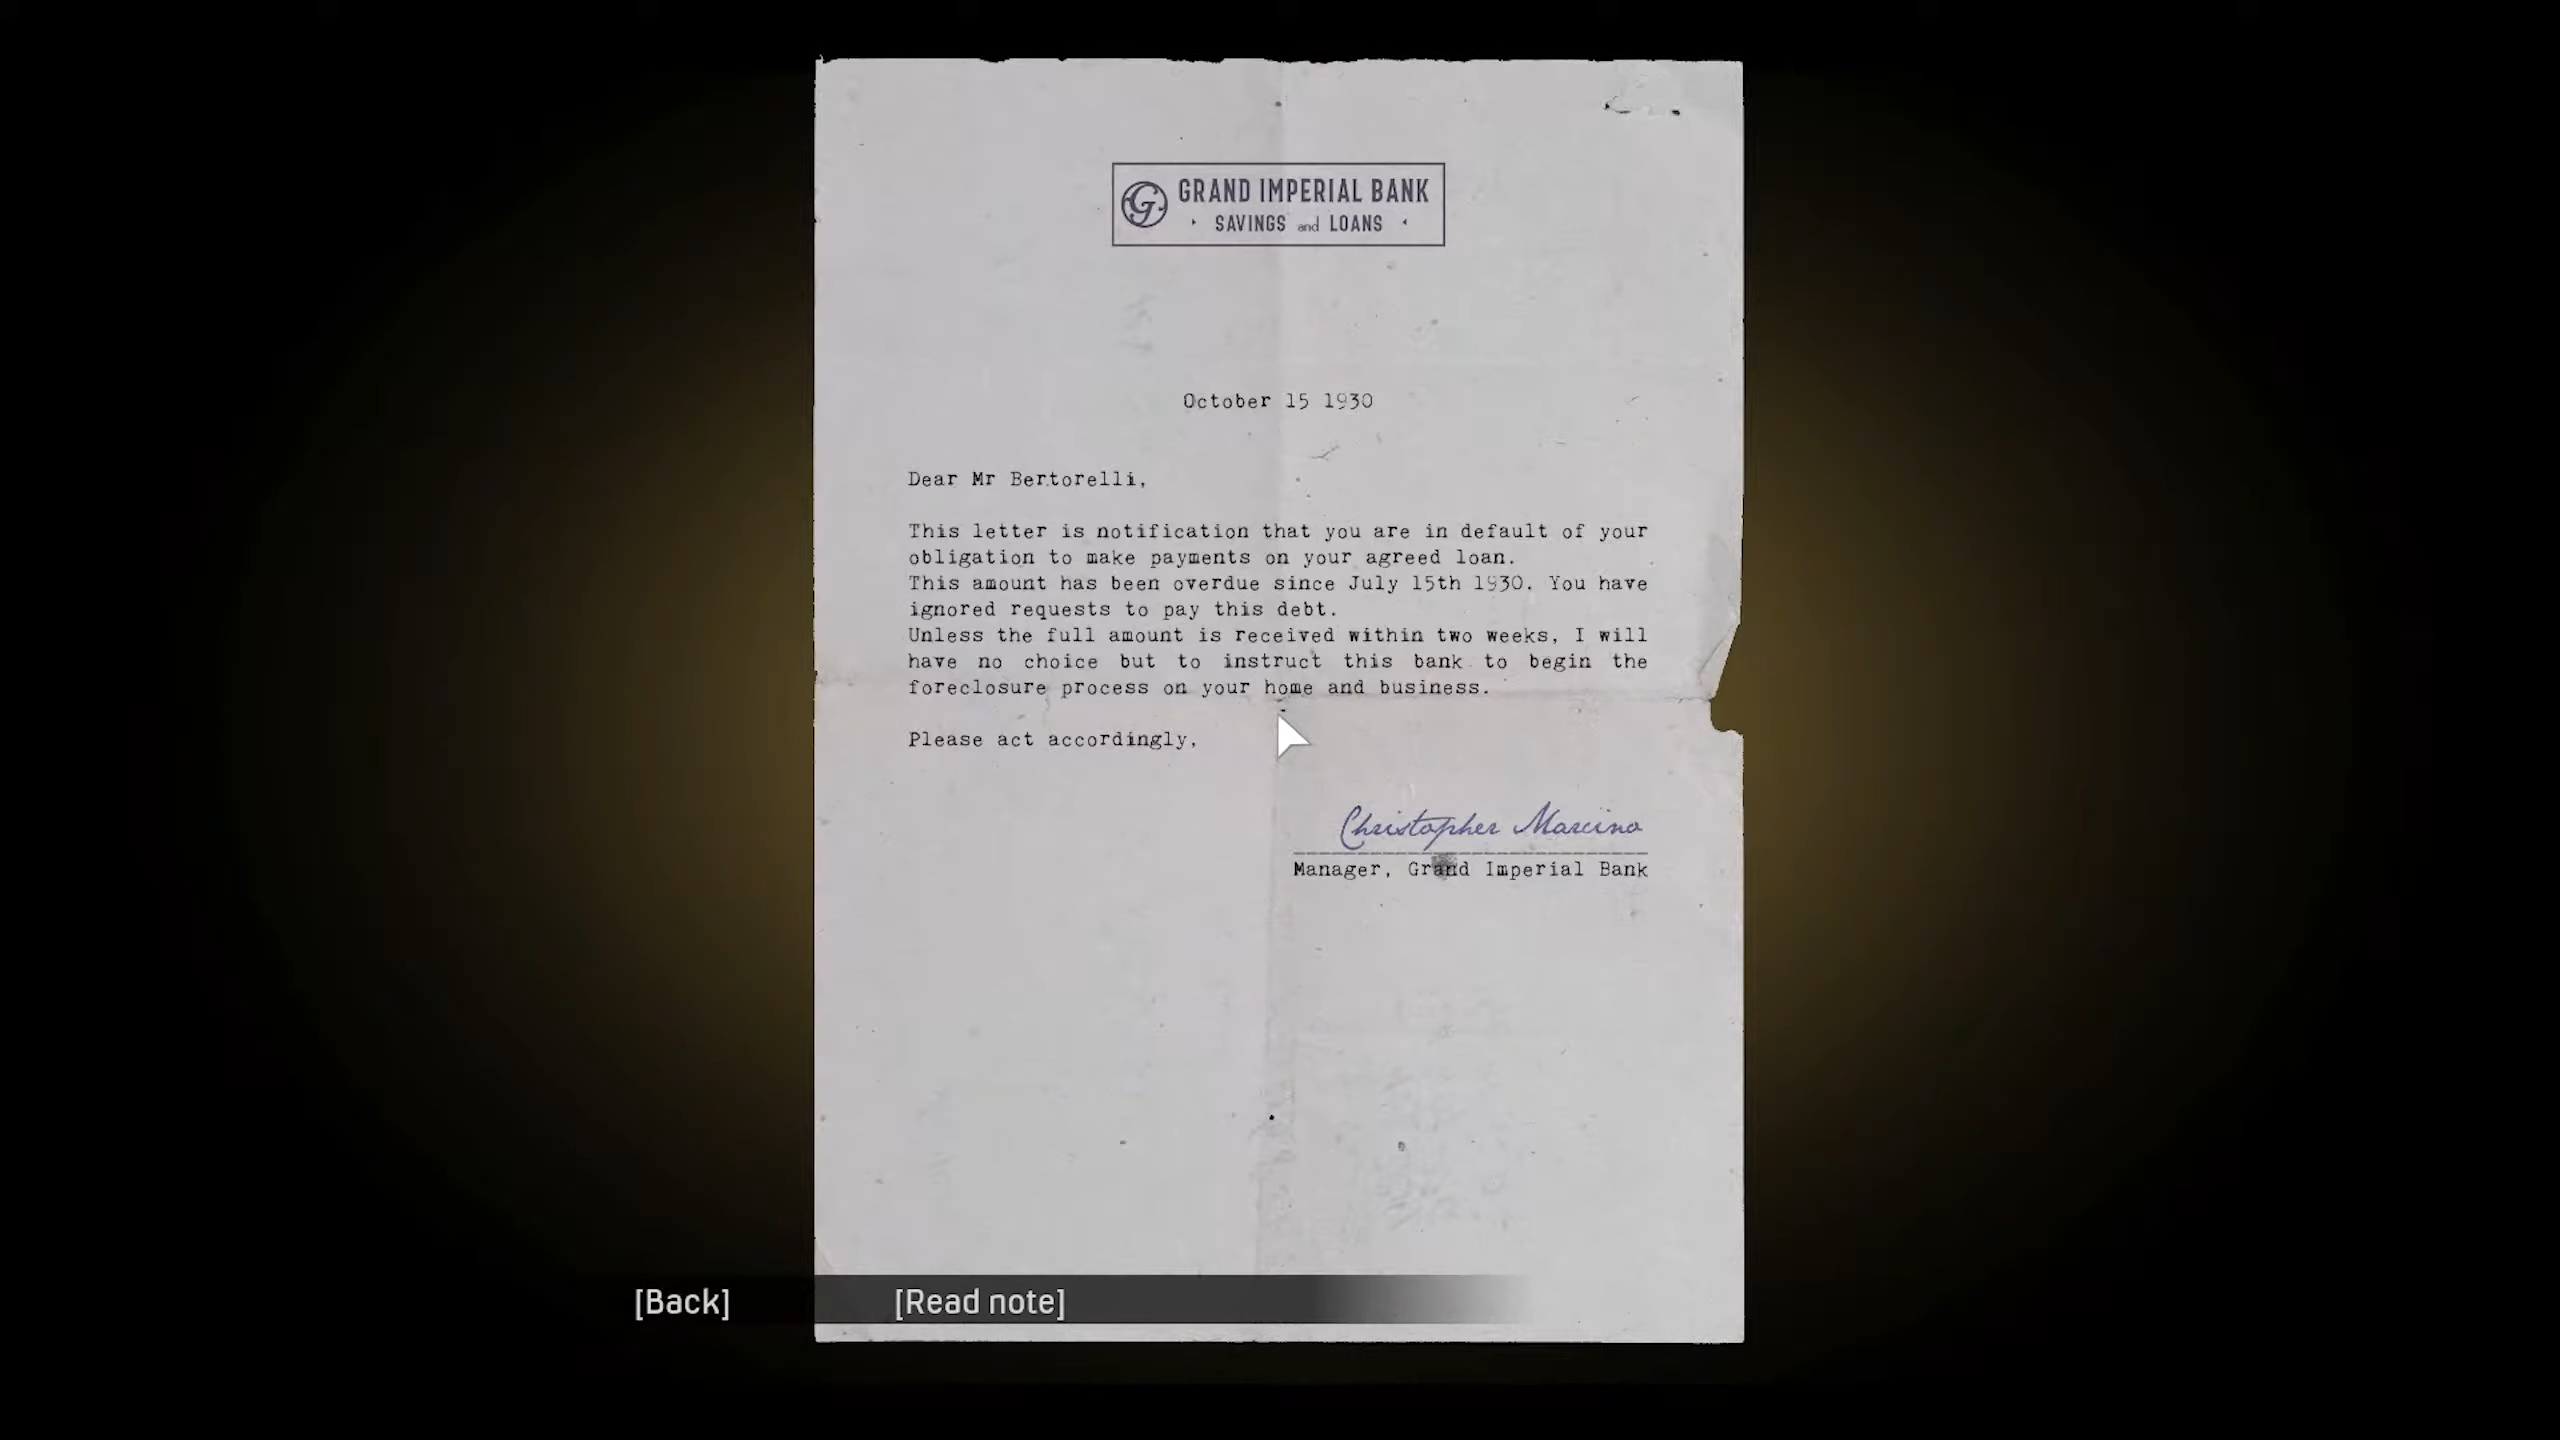 GRAND IMPERIAL BANK
SAVINGS and LOANS
October 15 1930
Dear Mr Bertorelli,
This letter is notification that you are in default of your
obligation to make payments on your agreed loan.
This amount has been overdue since July 15th 1930. You have
ignored requests to pay this debt.
Unless the full amount is received within two weeks, I will
have no choice but to instruct this bank to begin the
foreclosure process on your home and business.
Please act accordingly,
Christopher Marcino
Manager, Grand Imperial Bank
[Back] [Read note]